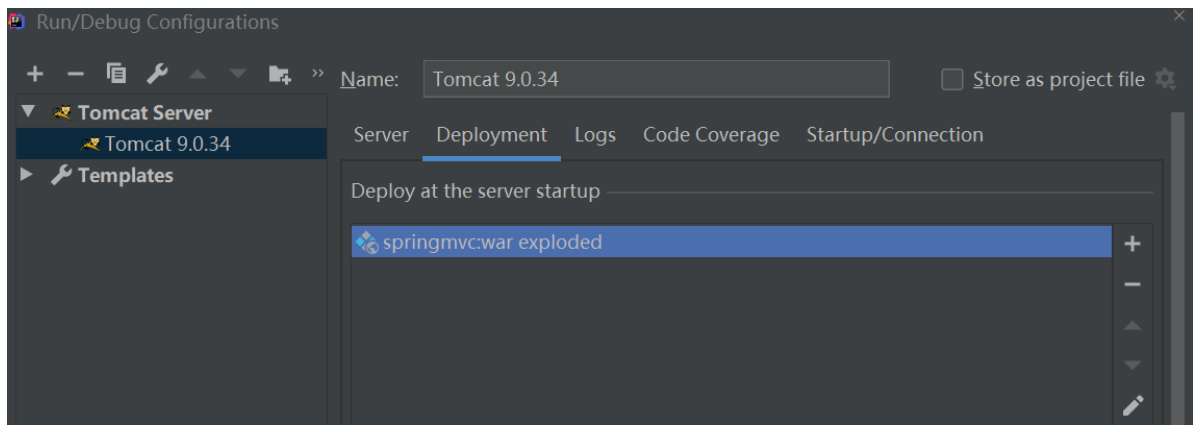 Run/Debug Configurations
Name: Tomcat 9.0.34 Store as project file
Tomcat Server
Tomcat 9.0.34
Templates
Server Deployment Logs Code Coverage Startup/Connection
Deploy at the server startup
springmvc:war exploded